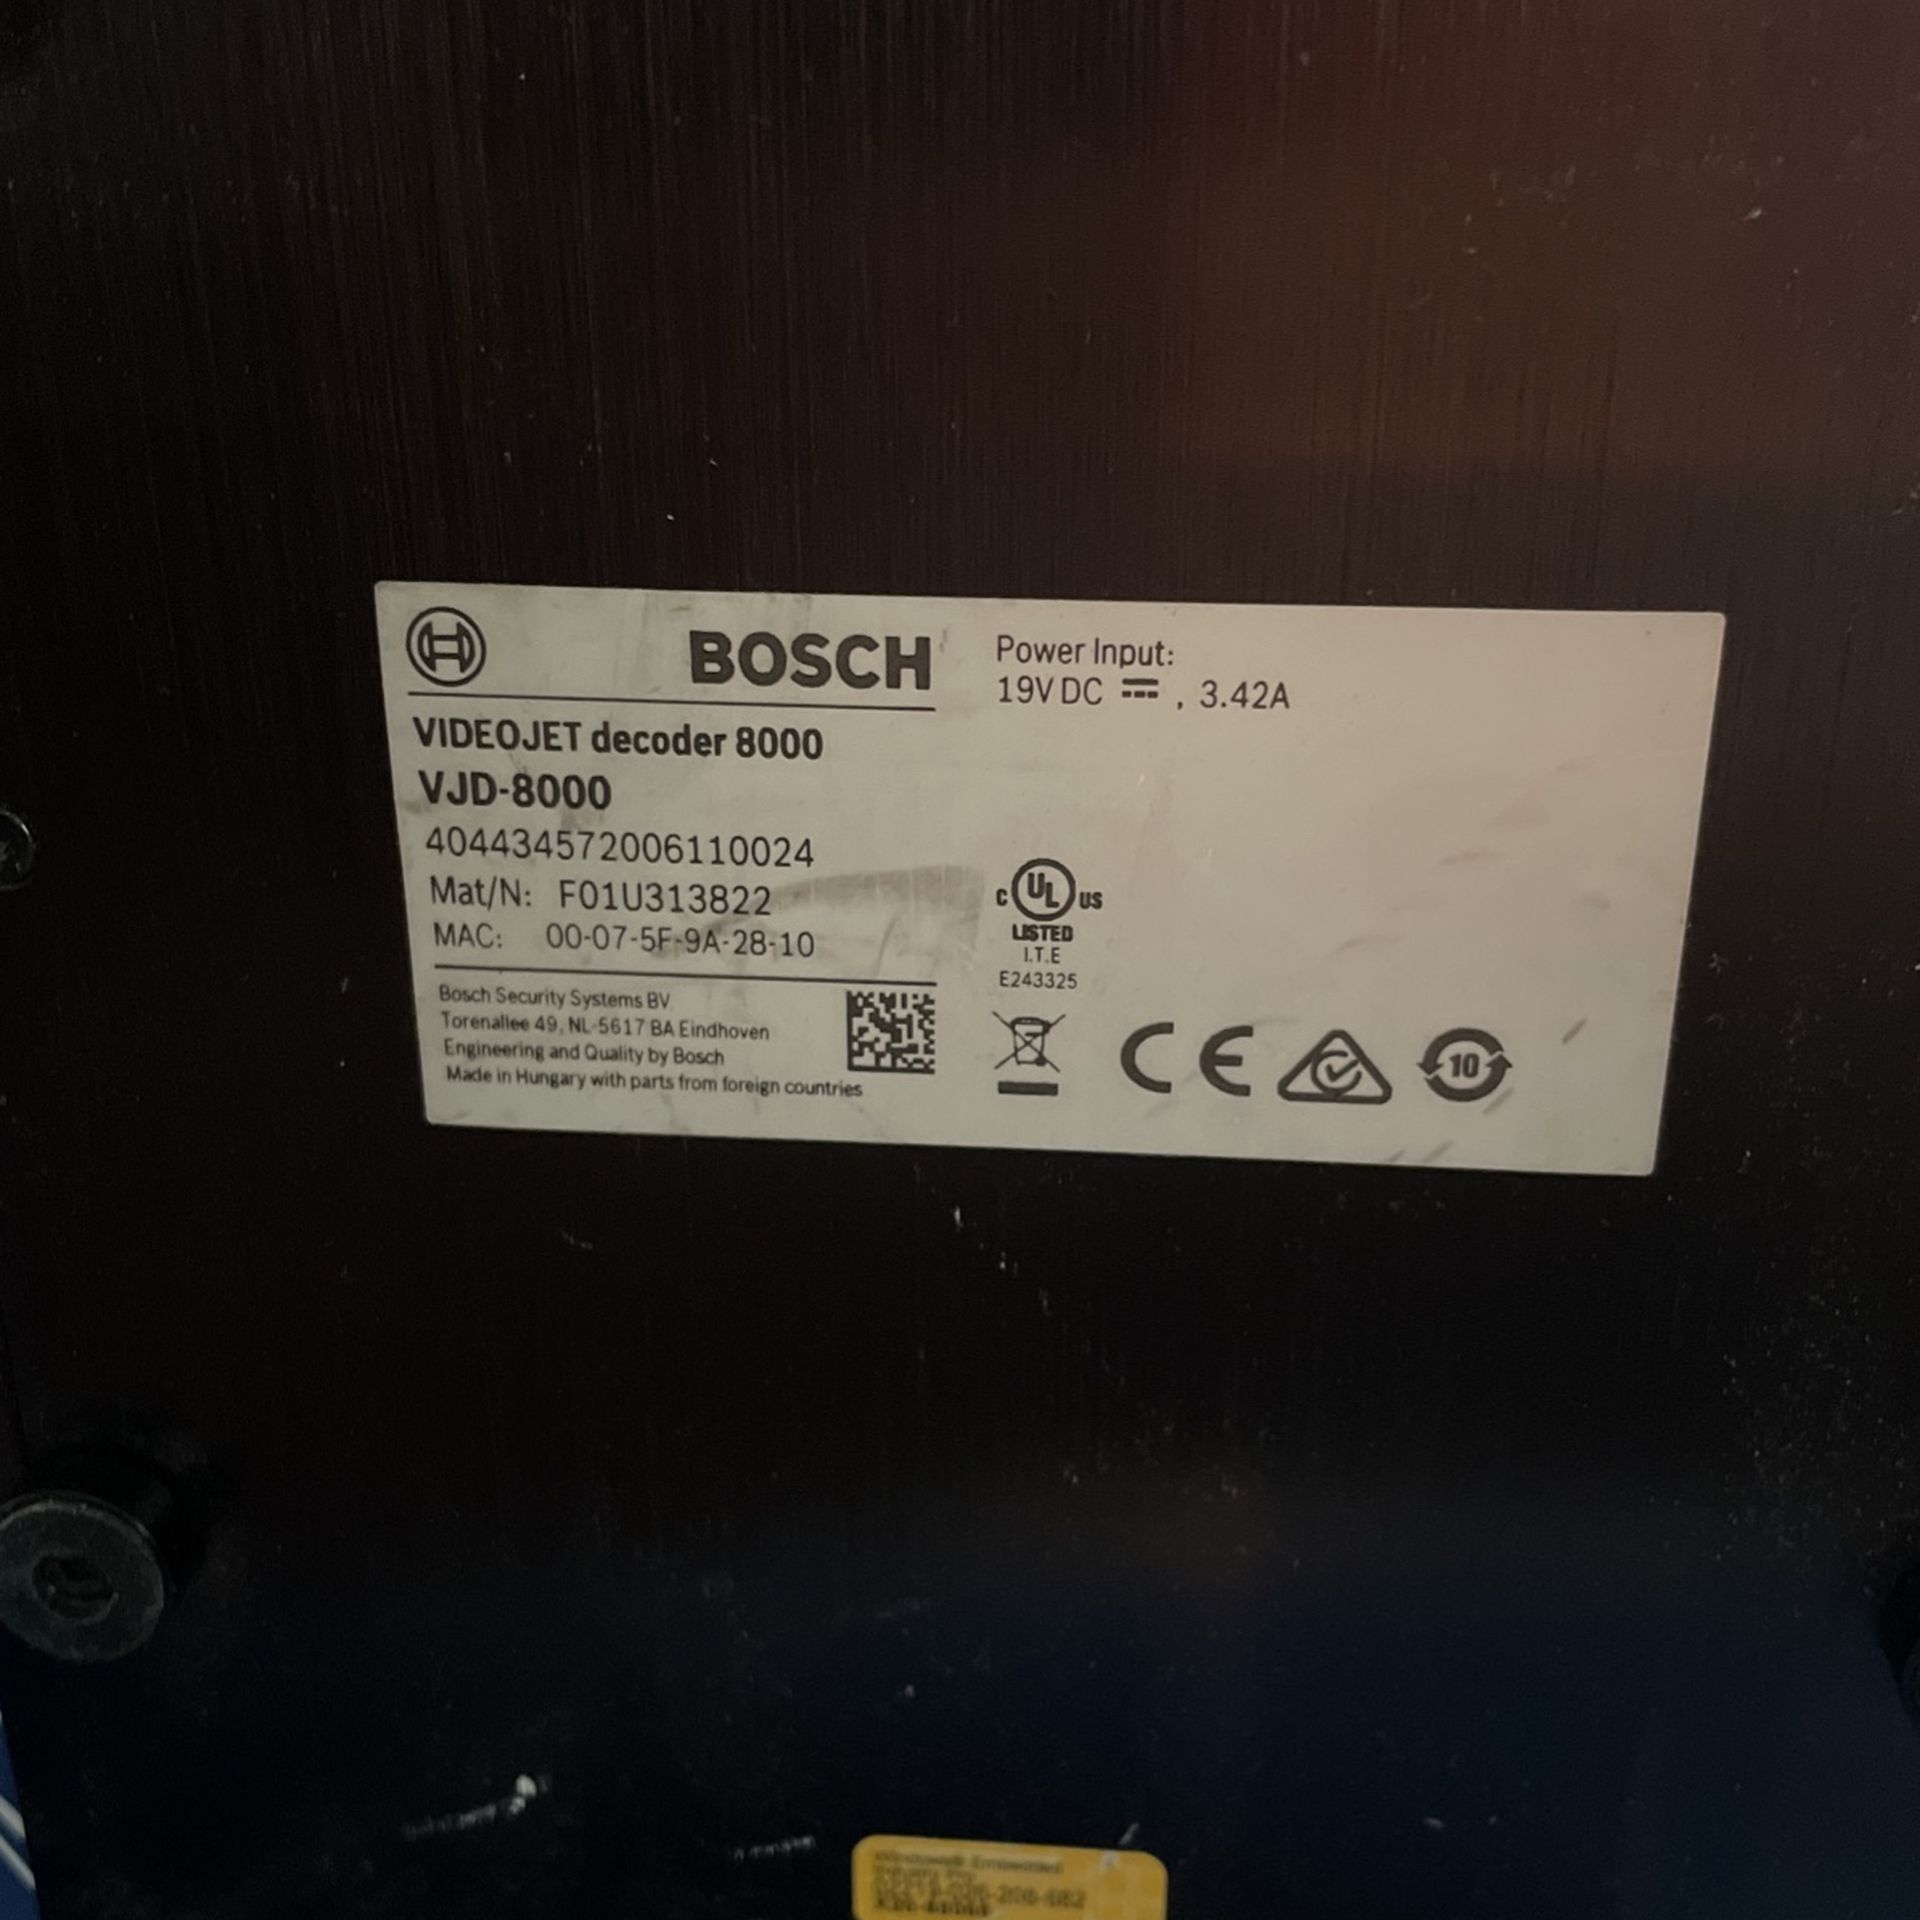 BOSCH
VIDEOJET decoder 8000
VJD-8000
404434572006110024
Mat/N: F01U313822
MAC: 00-07-5F-9A-28-10
Bosch Security Systems BV
Torenallee 49, NL-5617 BA Eindhoven
Engineering and Quality by Bosch
Made in Hungary with parts from foreign countries
Power Input:
19V DC ⎓ , 3.42A
C UL US
LISTED
I.T.E
E243325
CE
10
Embedded